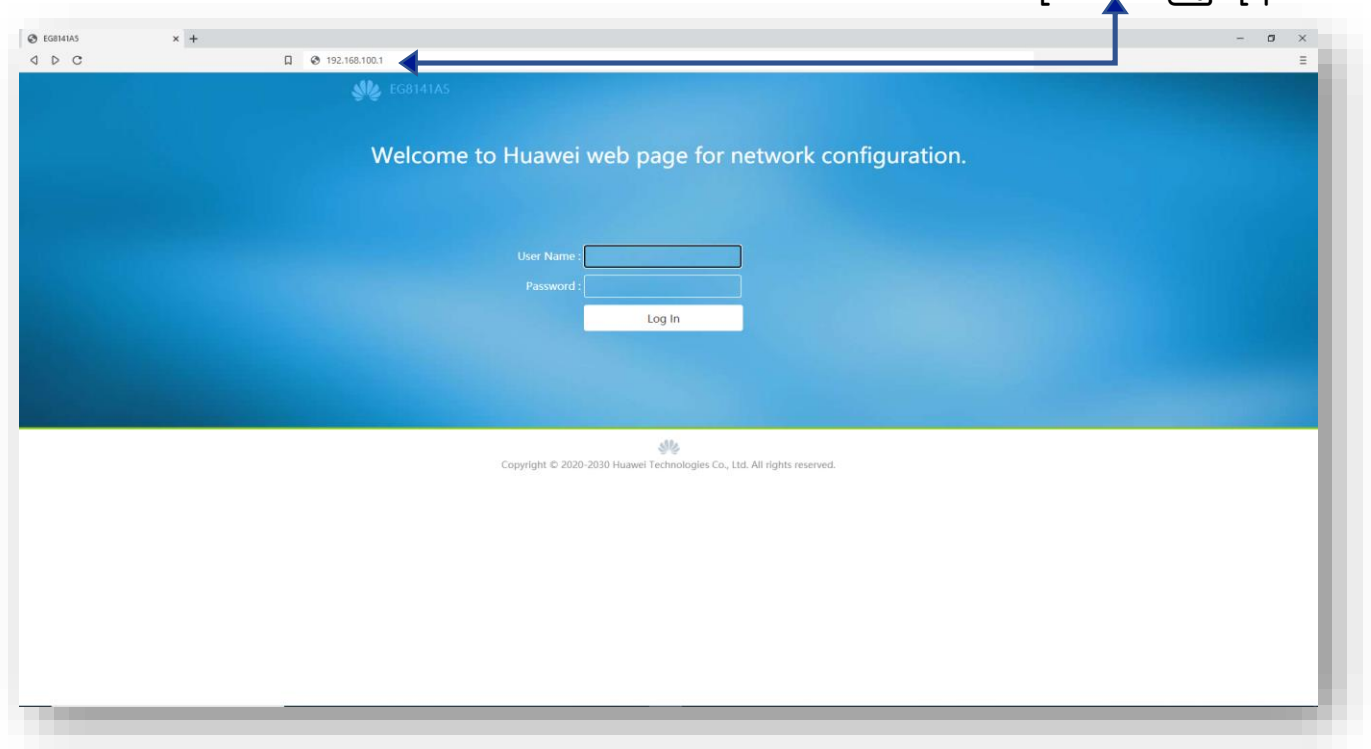 EG8141A5
192.168.100.1
EG8141A5
Welcome to Huawei web page for network configuration.
User Name :
Password :
Log In
Copyright © 2020-2030 Huawei Technologies Co., Ltd. All rights reserved.